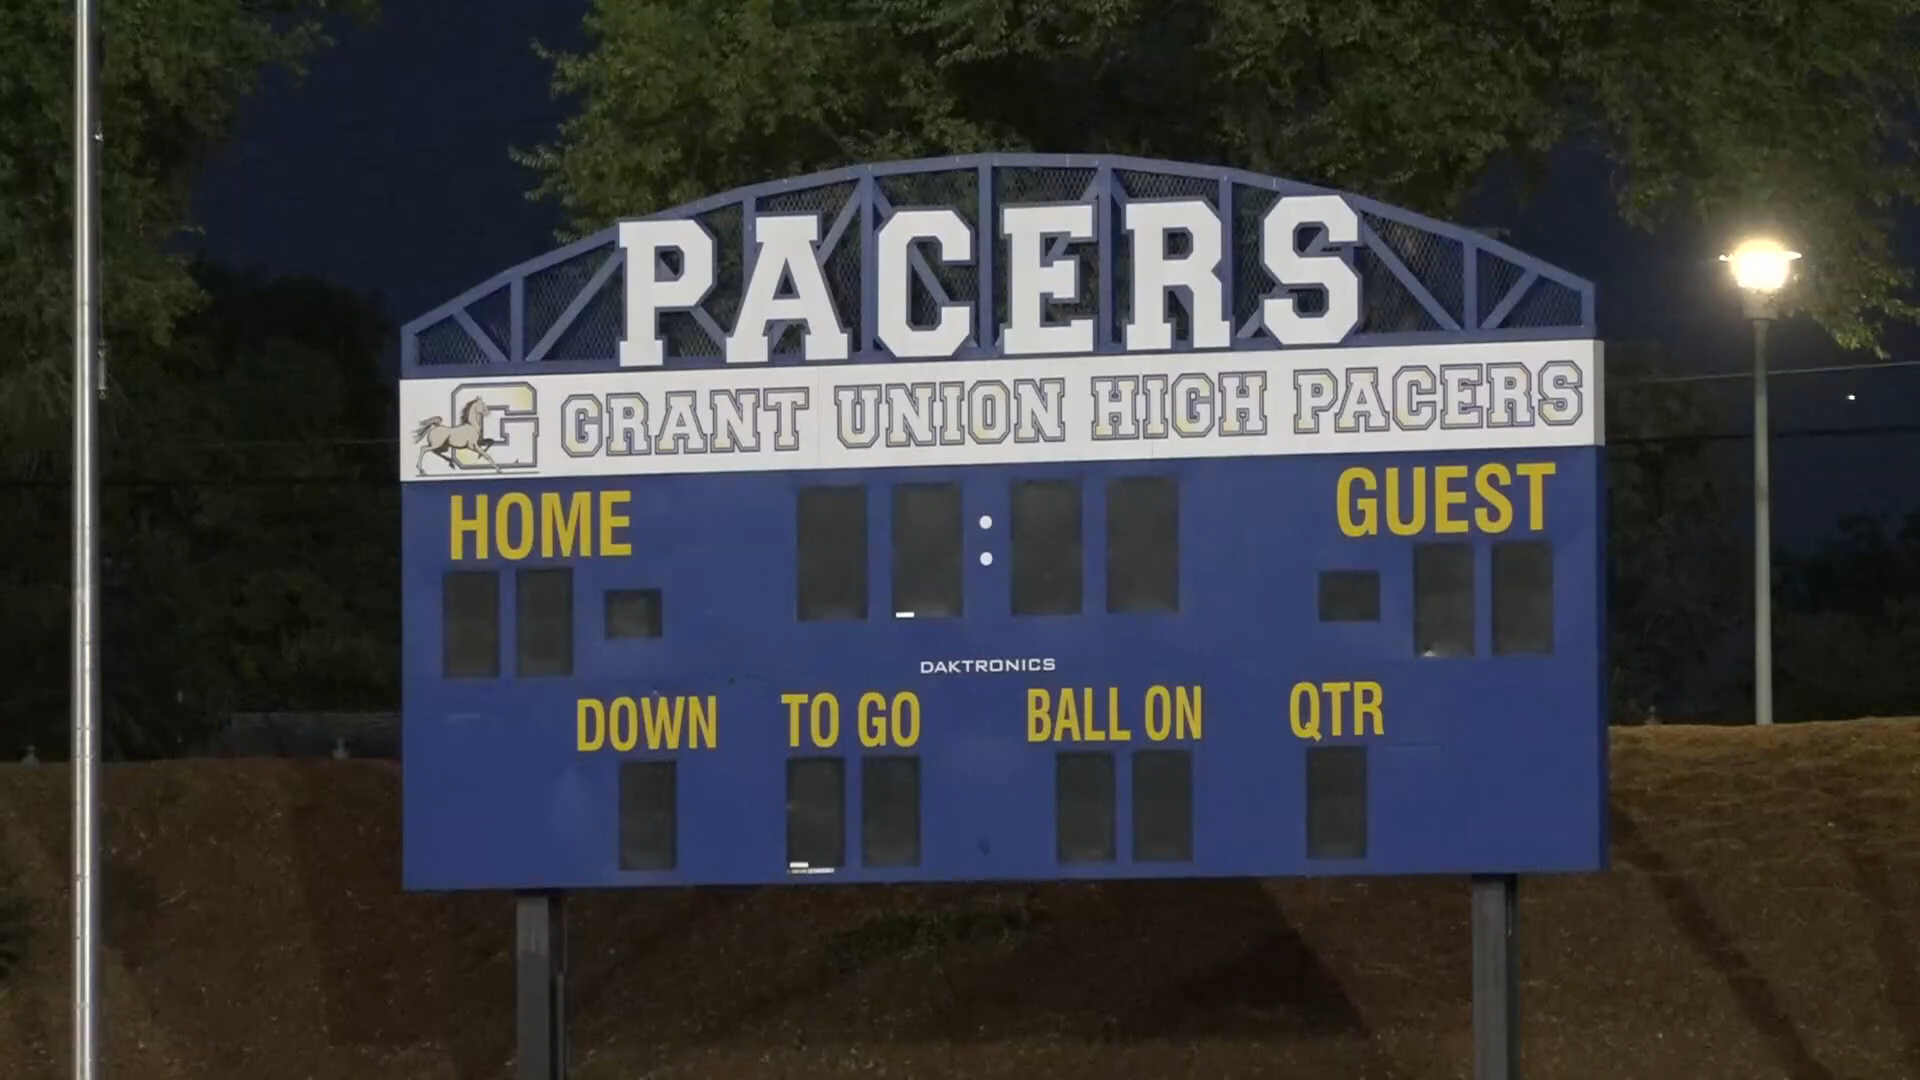 PACERS
G GRANT UNION HIGH PACERS
HOME : GUEST
DAKTRONICS
DOWN TO GO BALL ON QTR